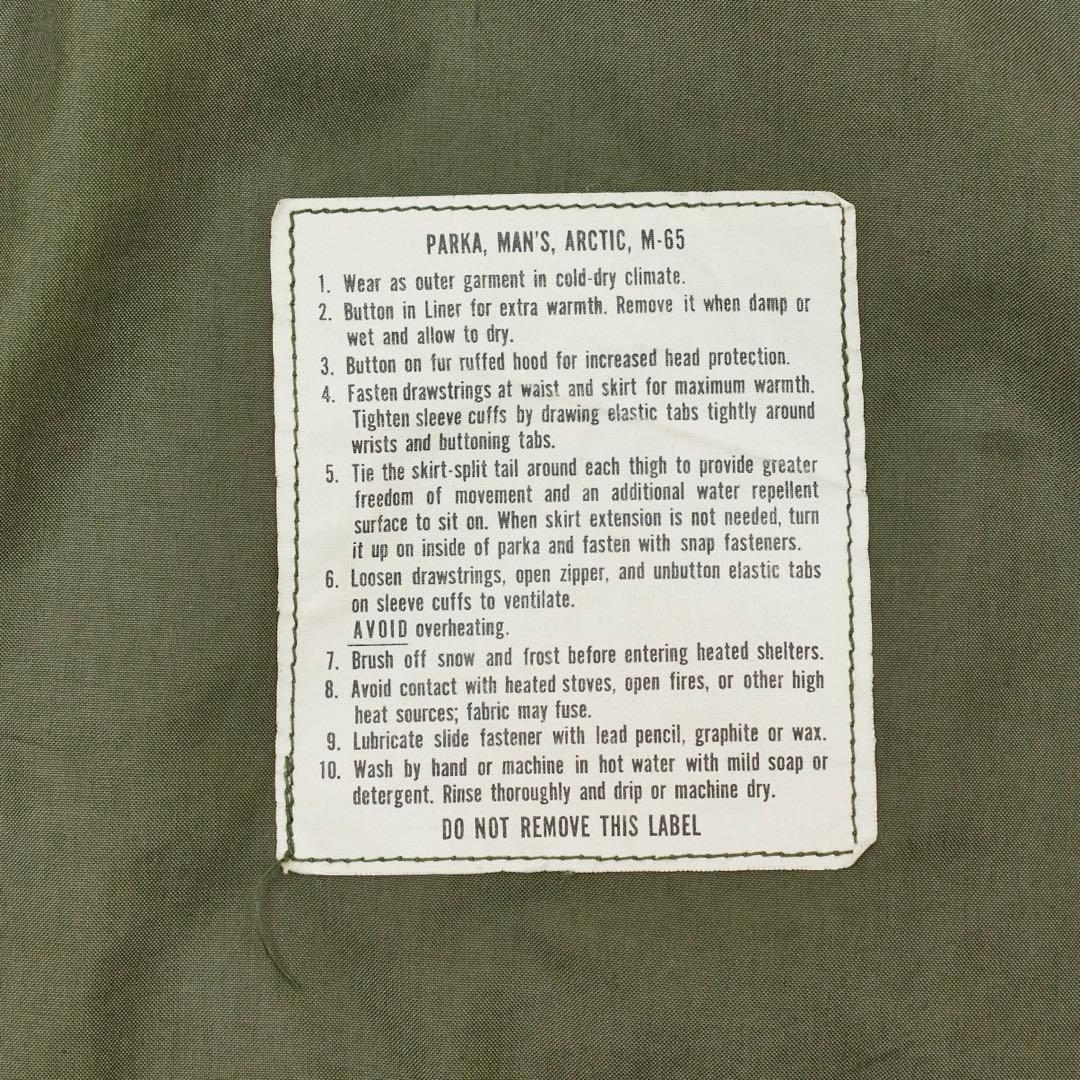 PARKA, MAN'S, ARCTIC, M-65
1. Wear as outer garment in cold-dry climate.
2. Button in Liner for extra warmth. Remove it when damp or
wet and allow to dry.
3. Button on fur ruffed hood for increased head protection.
4. Fasten drawstrings at waist and skirt for maximum warmth.
Tighten sleeve cuffs by drawing elastic tabs tightly around
wrists and buttoning tabs.
5. Tie the skirt-split tail around each thigh to provide greater
freedom of movement and an additional water repellent
surface to sit on. When skirt extension is not needed, turn
it up on inside of parka and fasten with snap fasteners.
6. Loosen drawstrings, open zipper, and unbutton elastic tabs
on sleeve cuffs to ventilate.
AVOID overheating.
7. Brush off snow and frost before entering heated shelters.
8. Avoid contact with heated stoves, open fires, or other high
heat sources; fabric may fuse.
9. Lubricate slide fastener with lead pencil, graphite or wax.
10. Wash by hand or machine in hot water with mild soap or
detergent. Rinse thoroughly and drip or machine dry.
DO NOT REMOVE THIS LABEL